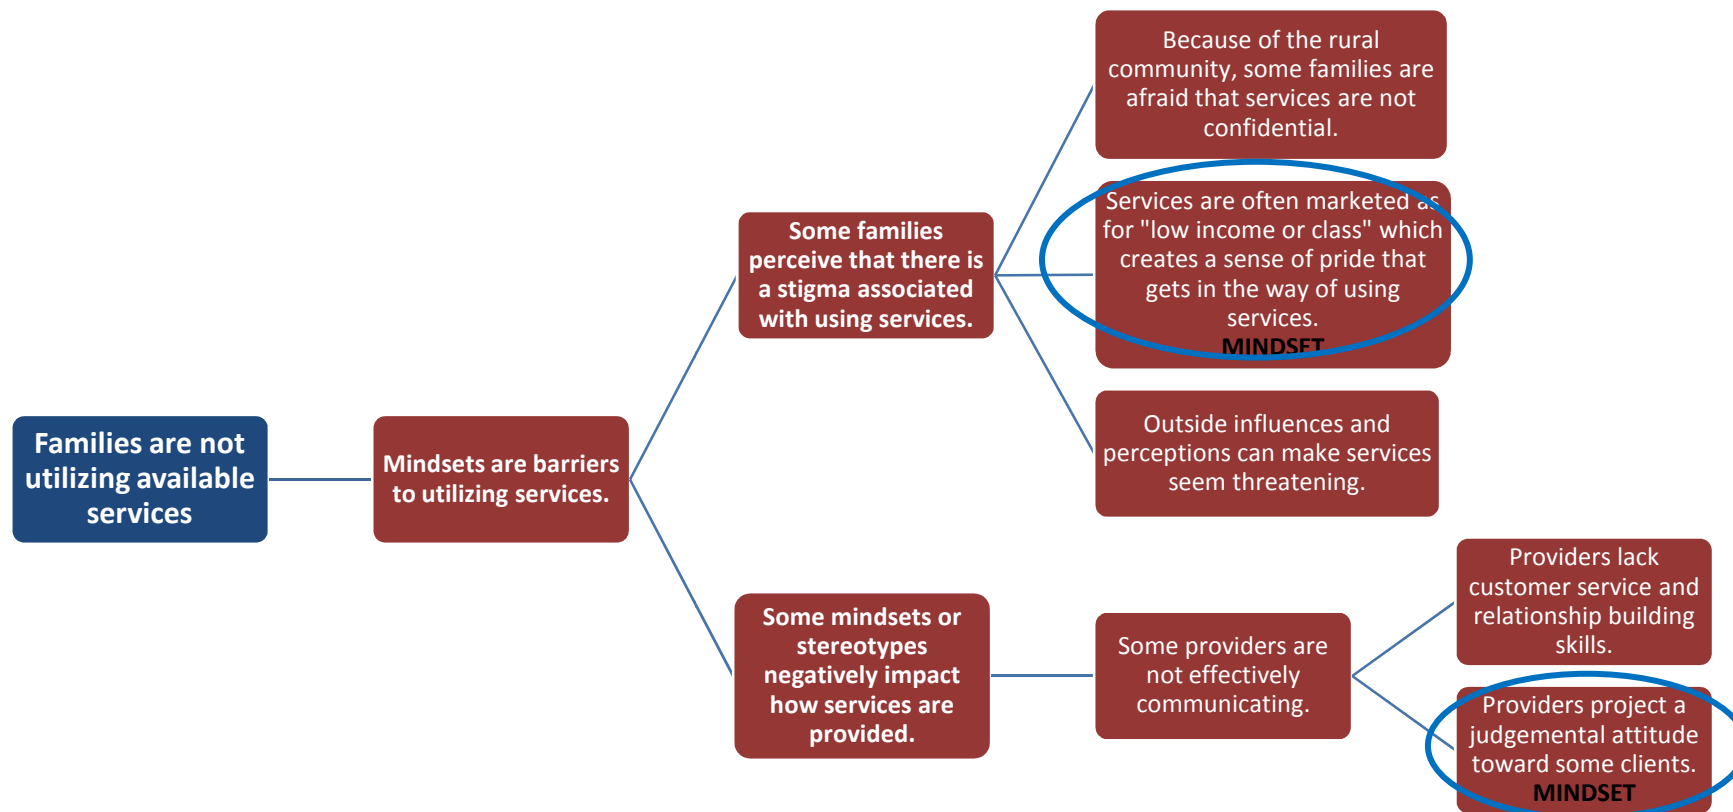 Because of the rural
community, some families are
afraid that services are not
confidential.
Services are often marketed as
for "low income or class" which
creates a sense of pride that
gets in the way of using
services.
MINDSET
Some families
perceive that there is
a stigma associated
with using services.
Outside influences and
perceptions can make services
seem threatening.
Families are not
utilizing available
services
Mindsets are barriers
to utilizing services.
Some mindsets or
stereotypes
negatively impact
how services are
provided.
Some providers are
not effectively
communicating.
Providers lack
customer service and
relationship building
skills.
Providers project a
judgemental attitude
toward some clients.
MINDSET